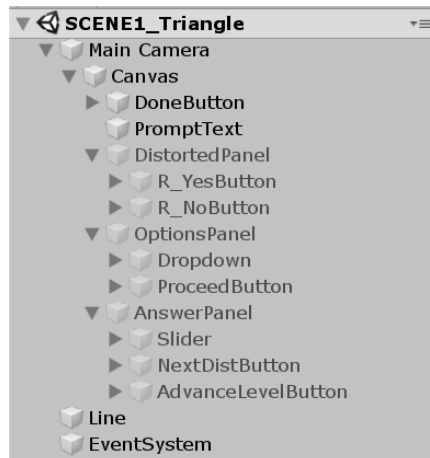 SCENE1_Triangle
Main Camera
Canvas
DoneButton
PromptText
DistortedPanel
R_YesButton
R_NoButton
OptionsPanel
Dropdown
ProceedButton
AnswerPanel
Slider
NextDistButton
AdvanceLevelButton
Line
EventSystem